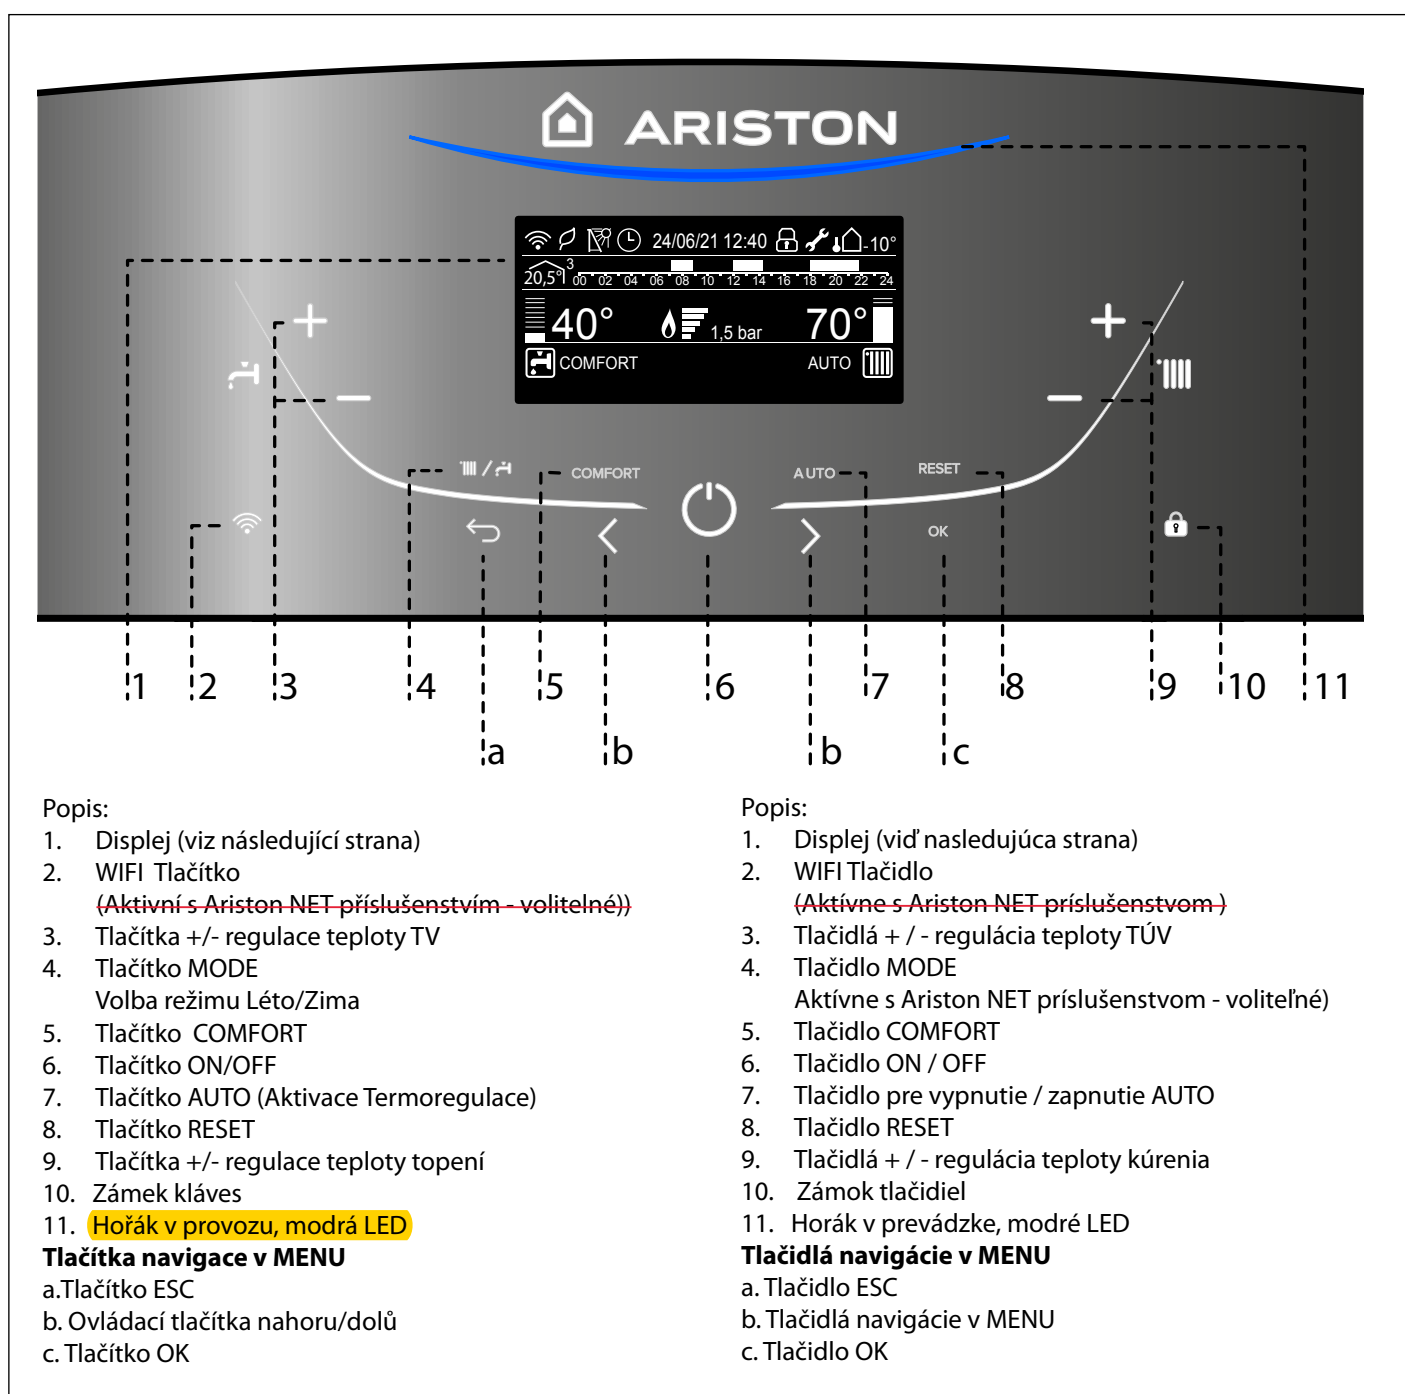 ARISTON
24/06/21 12:40 -10°
20,5° 3 00 02 04 06 08 10 12 14 16 18 20 22 24
40° 1,5 bar 70°
COMFORT AUTO
COMFORT AUTO RESET
OK
1 2 3 4 5 6 7 8 9 10 11
a b b c
Popis:
1. Displej (viz následující strana)
2. WIFI Tlačítko
(Aktivní s Ariston NET příslušenstvím - volitelné))
3. Tlačítka +/- regulace teploty TV
4. Tlačítko MODE
Volba režimu Léto/Zima
5. Tlačítko COMFORT
6. Tlačítko ON/OFF
7. Tlačítko AUTO (Aktivace Termoregulace)
8. Tlačítko RESET
9. Tlačítka +/- regulace teploty topení
10. Zámek kláves
11. Hořák v provozu, modrá LED
Tlačítka navigace v MENU
a.Tlačítko ESC
b. Ovládací tlačítka nahoru/dolů
c. Tlačítko OK
Popis:
1. Displej (viď nasledujúca strana)
2. WIFI Tlačidlo
(Aktívne s Ariston NET príslušenstvom )
3. Tlačidlá + / - regulácia teploty TÚV
4. Tlačidlo MODE
Aktívne s Ariston NET príslušenstvom - voliteľné)
5. Tlačidlo COMFORT
6. Tlačidlo ON / OFF
7. Tlačidlo pre vypnutie / zapnutie AUTO
8. Tlačidlo RESET
9. Tlačidlá + / - regulácia teploty kúrenia
10. Zámok tlačidiel
11. Horák v prevádzke, modré LED
Tlačidlá navigácie v MENU
a. Tlačidlo ESC
b. Tlačidlá navigácie v MENU
c. Tlačidlo OK